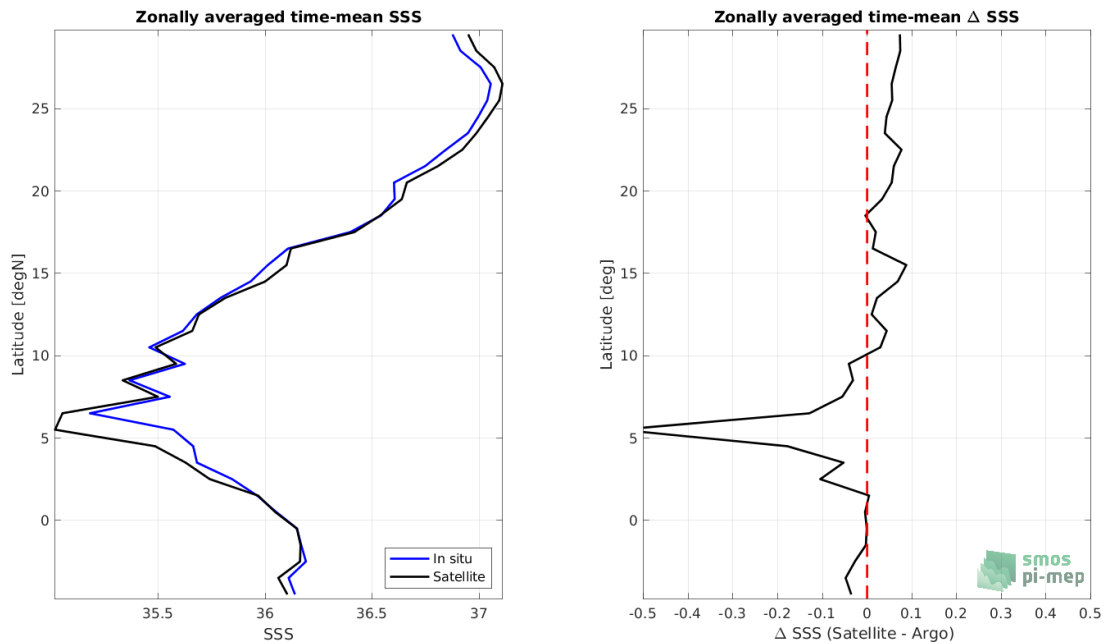 Zonally averaged time-mean SSS
Latitude [degN]
25
20
15
10
5
0
35.5 36 36.5 37
SSS
In situ
Satellite
Zonally averaged time-mean Δ SSS
Latitude [deg]
25
20
15
10
5
0
-0.5 -0.4 -0.3 -0.2 -0.1 0 0.1 0.2 0.3 0.4 0.5
Δ SSS (Satellite - Argo)
smos
pi-mep